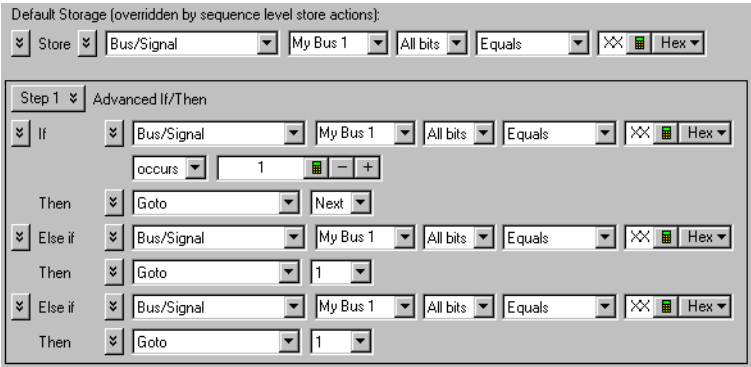 Default Storage (overridden by sequence level store actions):
Store Bus/Signal My Bus 1 All bits Equals XX Hex
Step 1 Advanced If/Then
If Bus/Signal My Bus 1 All bits Equals XX Hex
occurs 1 − +
Then Goto Next
Else if Bus/Signal My Bus 1 All bits Equals XX Hex
Then Goto 1
Else if Bus/Signal My Bus 1 All bits Equals XX Hex
Then Goto 1